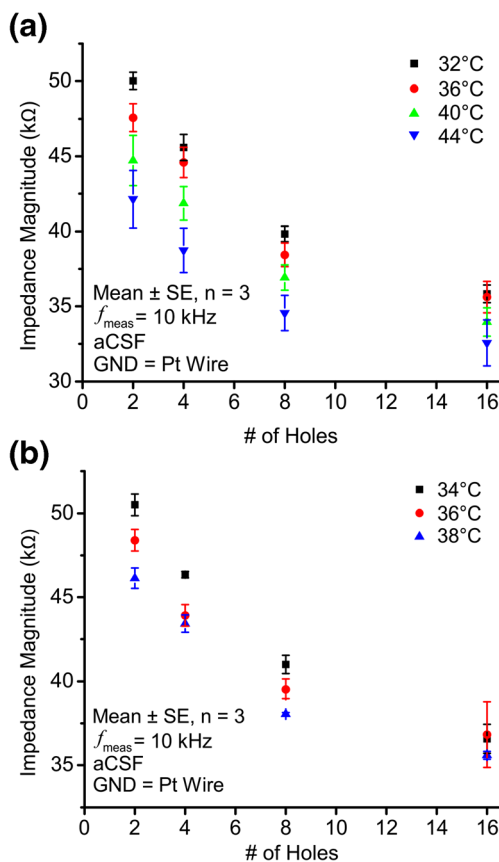 (a)
32°C
36°C
40°C
44°C
50
45
40
35
30
Impedance Magnitude (kΩ)
Mean ± SE, n = 3
fmeas = 10 kHz
aCSF
GND = Pt Wire
0 2 4 6 8 10 12 14 16
# of Holes
(b)
34°C
36°C
38°C
50
45
40
35
Impedance Magnitude (kΩ)
Mean ± SE, n = 3
fmeas = 10 kHz
aCSF
GND = Pt Wire
0 2 4 6 8 10 12 14 16
# of Holes